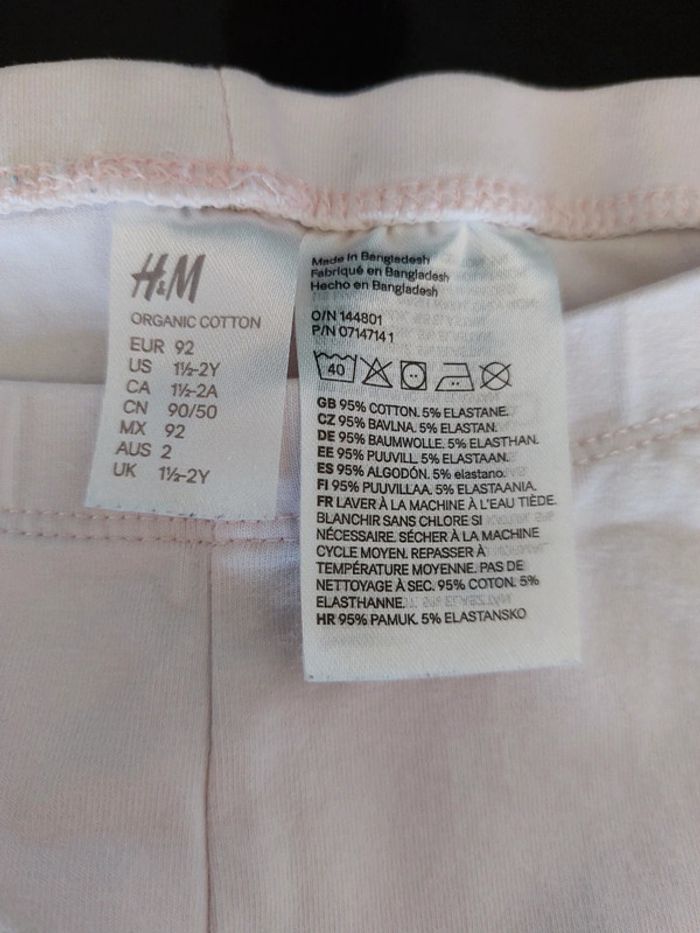 H&M
ORGANIC COTTON
EUR 92
US 1½-2Y
CA 1½-2A
CN 90/50
MX 92
AUS 2
UK 1½-2Y
Made in Bangladesh
Fabriqué en Bangladesh
Hecho en Bangladesh
O/N 144801
P/N 07147141
40
GB 95% COTTON. 5% ELASTANE.
CZ 95% BAVLNA. 5% ELASTAN.
DE 95% BAUMWOLLE. 5% ELASTHAN.
EE 95% PUUVILL. 5% ELASTAAN.
ES 95% ALGODÓN. 5% elastano.
FI 95% PUUVILLAA. 5% ELASTAANIA.
FR LAVER À LA MACHINE À L'EAU TIÈDE.
BLANCHIR SANS CHLORE SI
NÉCESSAIRE. SÉCHER À LA MACHINE
CYCLE MOYEN. REPASSER À
TEMPÉRATURE MOYENNE. PAS DE
NETTOYAGE À SEC. 95% COTON. 5%
ELASTHANNE.
HR 95% PAMUK. 5% ELASTANSKO